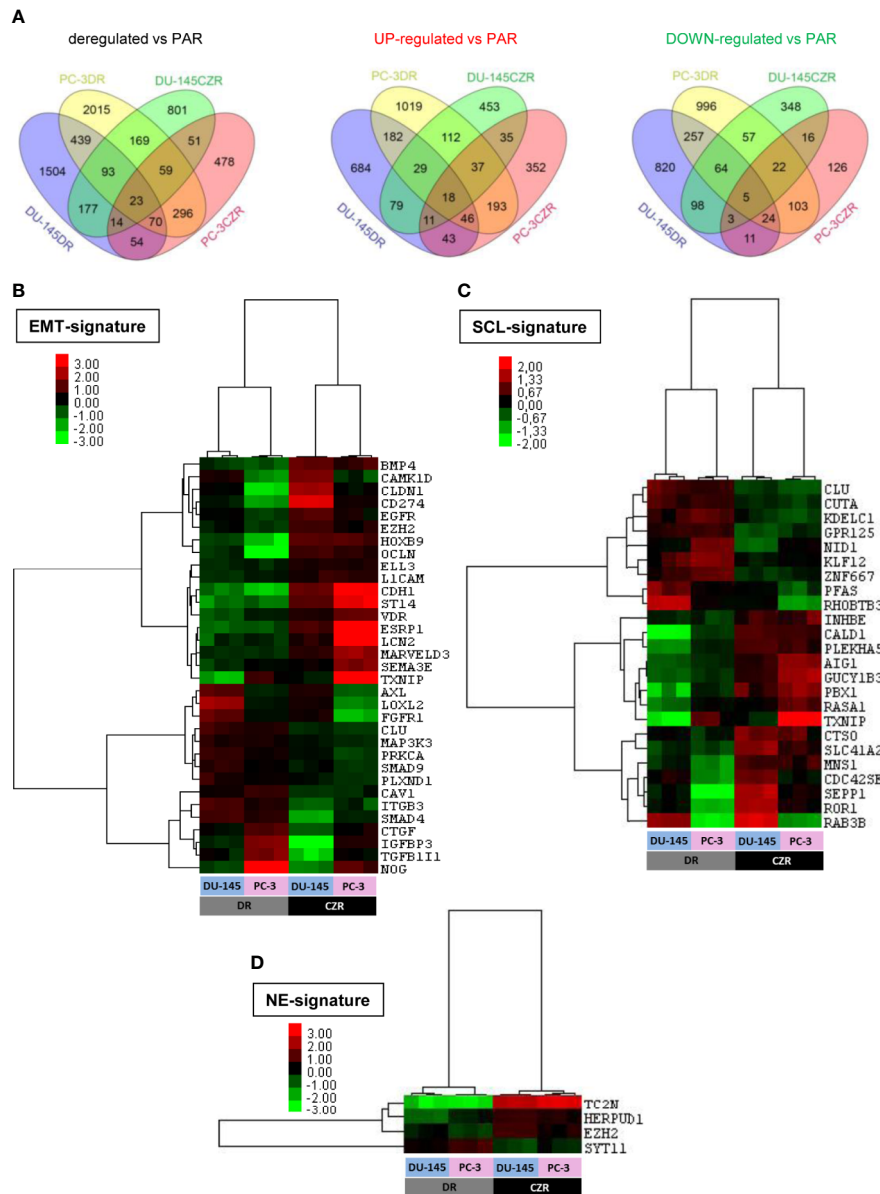 A
deregulated vs PAR
UP-regulated vs PAR
DOWN-regulated vs PAR
PC-3DR
DU-145CZR
2015
801
439
169
51
1504
93
59
478
23
177
14
70
296
54
DU-145DR
PC-3CZR
PC-3DR
DU-145CZR
1019
453
182
112
35
684
29
37
352
18
79
11
46
193
43
DU-145DR
PC-3CZR
PC-3DR
DU-145CZR
996
348
257
57
16
820
64
22
126
5
98
3
24
103
11
DU-145DR
PC-3CZR
B
EMT-signature
3.00
2.00
1.00
0.00
-1.00
-2.00
-3.00
BMP4
CAMK1D
CLDN1
CD274
EGFR
EZH2
HOXB9
OCLN
ELL3
L1CAM
CDH1
ST14
VDR
ESRP1
LCN2
MARVELD3
SEMA3E
TXNIP
AXL
LOXL2
FGFR1
CLU
MAP3K3
PRKCA
SMAD9
PLXND1
CAV1
ITGB3
SMAD4
CTGF
IGFBP3
TGFB1I1
NOG
DU-145 PC-3 DU-145 PC-3
DR CZR
C
SCL-signature
2,00
1,33
0,67
0,00
-0,67
-1,33
-2,00
CLU
CUTA
KDELC1
GPR125
NID1
KLF12
ZNF667
PFAS
RHOBTB3
INHBE
CALD1
PLEKHA5
AIG1
GUCY1B3
PBX1
RASA1
TXNIP
CTSO
SLC41A2
MNS1
CDC42SE
SEPP1
ROR1
RAB3B
DU-145 PC-3 DU-145 PC-3
DR CZR
D
NE-signature
3.00
2.00
1.00
0.00
-1.00
-2.00
-3.00
TC2N
HERPUD1
EZH2
SYT11
DU-145 PC-3 DU-145 PC-3
DR CZR